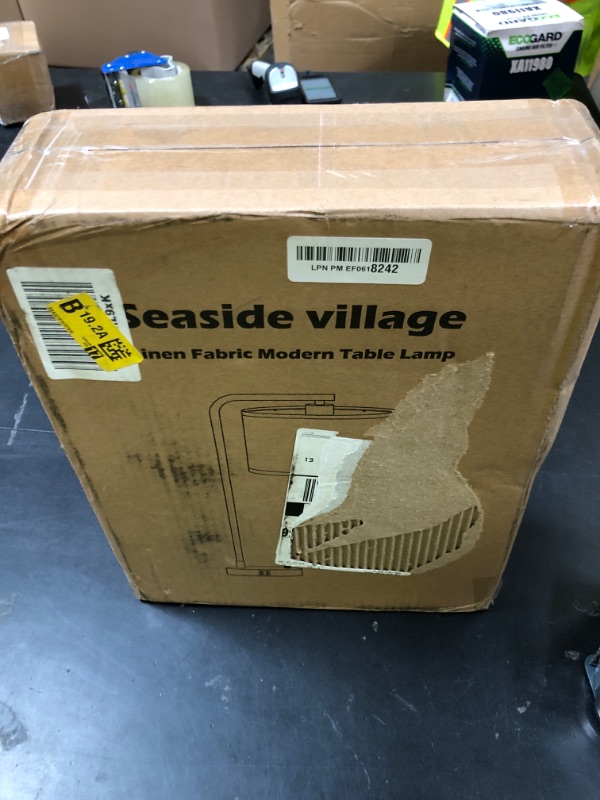 ECOGARD
XA11980
LPN PM EF0618242
Seaside village
inen Fabric Modern Table Lamp
B 19.2A